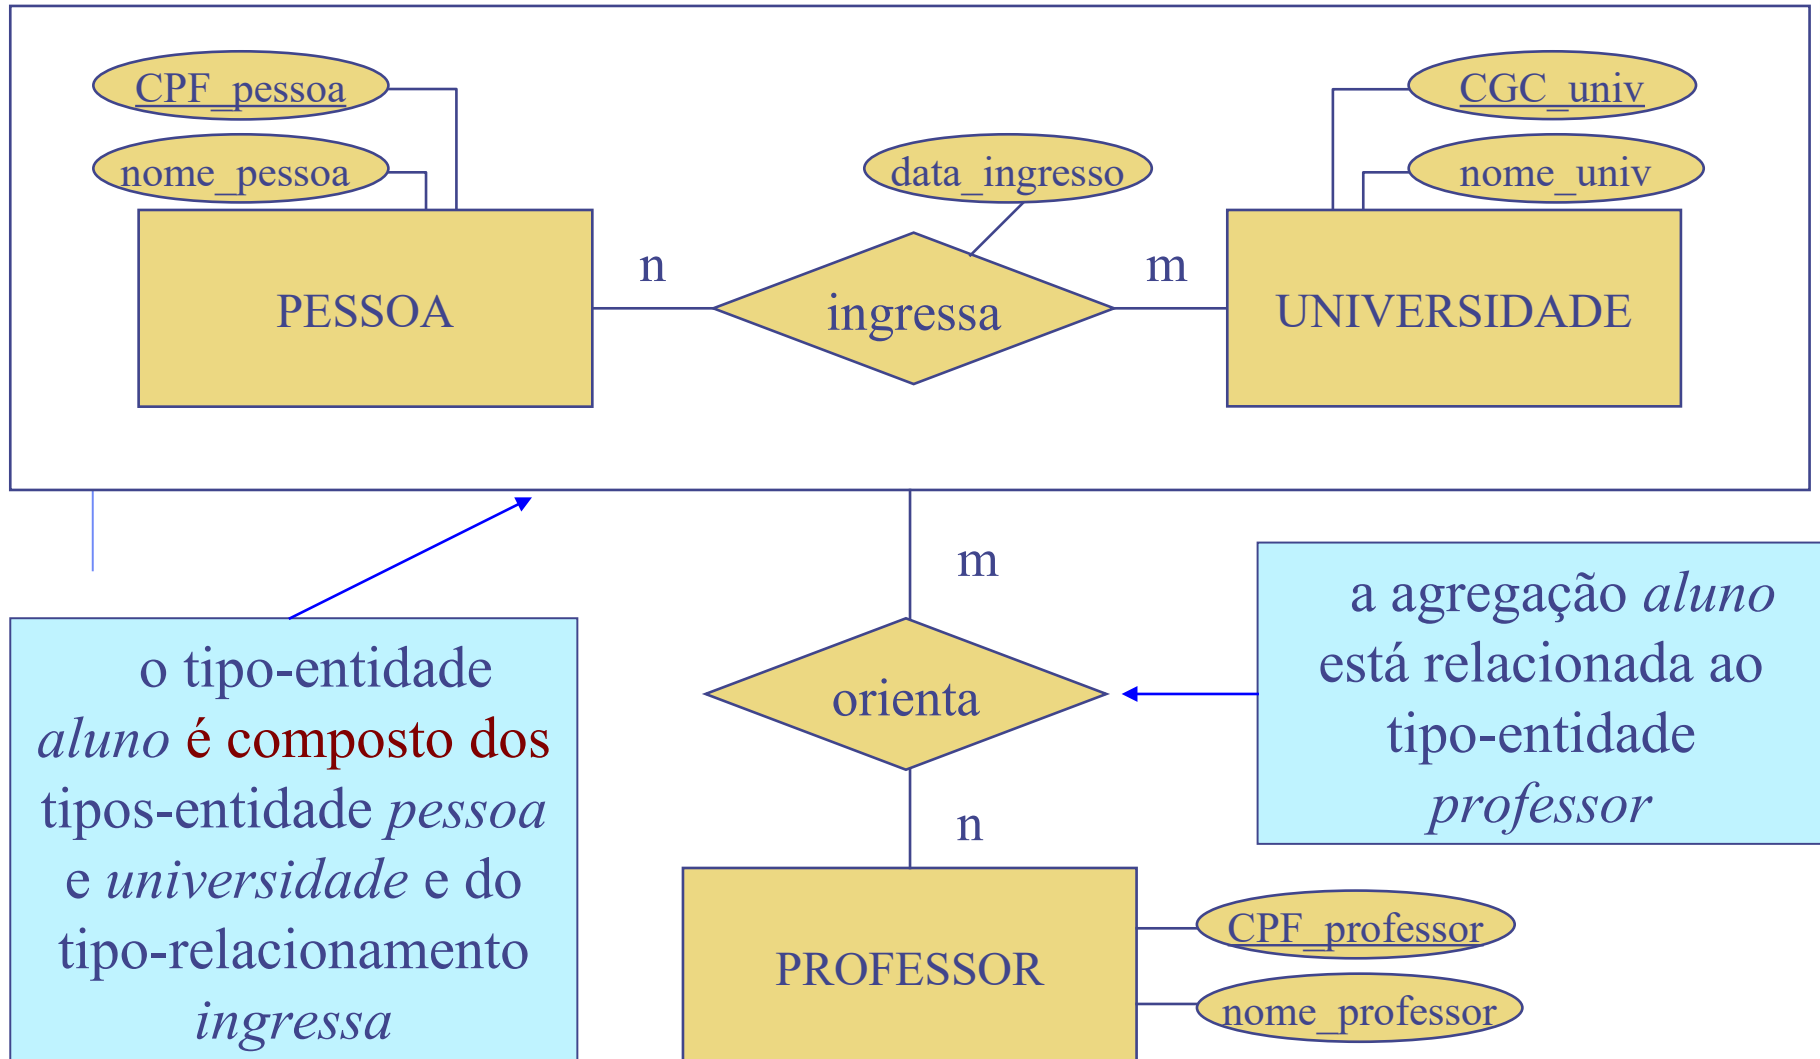 CPF_pessoa
nome_pessoa
PESSOA
n
data_ingresso
ingressa
m
CGC_univ
nome_univ
UNIVERSIDADE
m
orienta
n
o tipo-entidade
aluno é composto dos
tipos-entidade pessoa
e universidade e do
tipo-relacionamento
ingressa
a agregação aluno
está relacionada ao
tipo-entidade
professor
PROFESSOR
CPF_professor
nome_professor